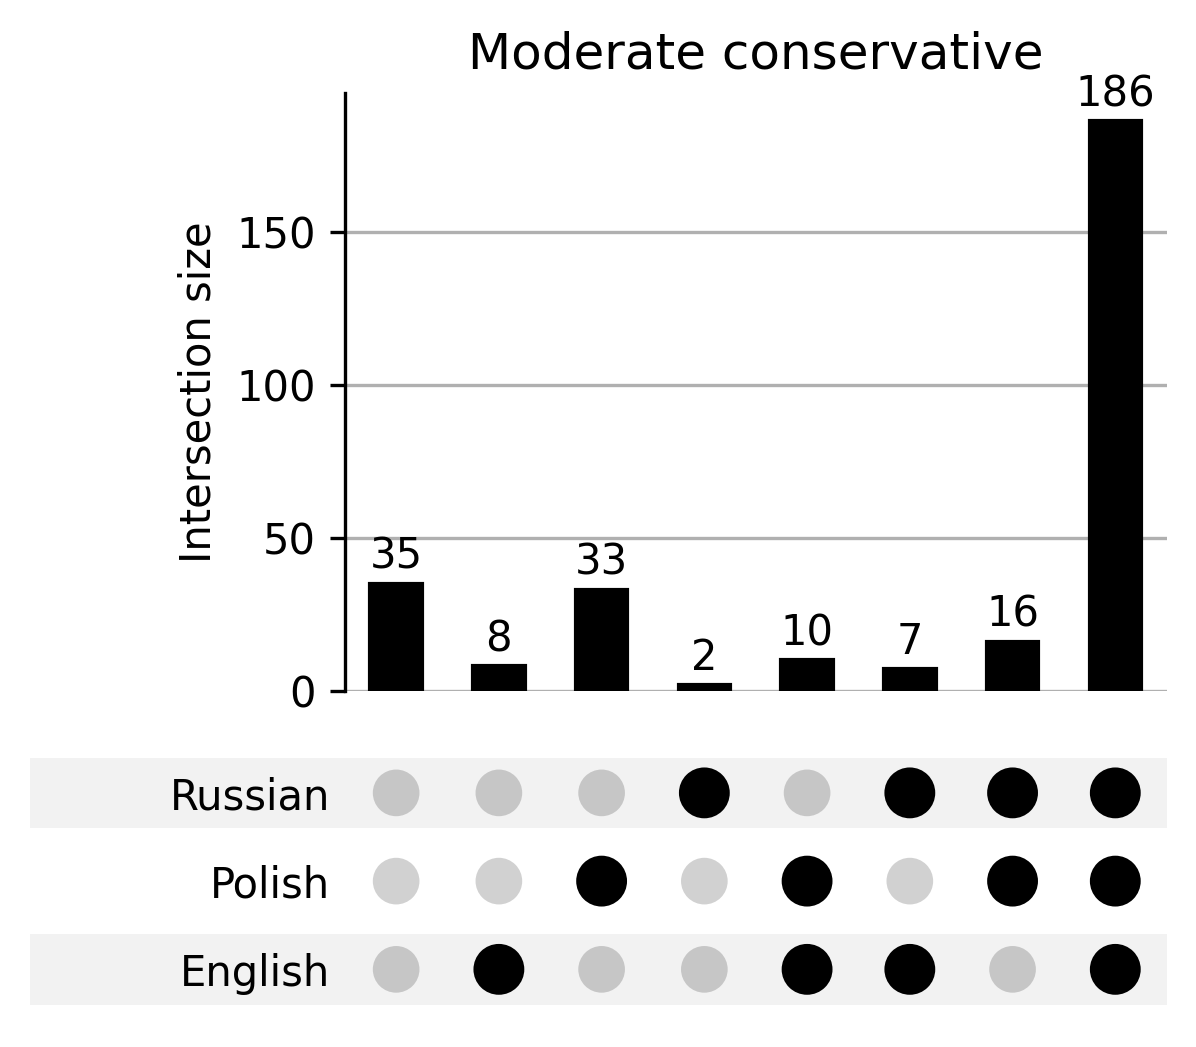 Moderate conservative
Intersection size
150
100
50
0
35
8
33
2
10
7
16
186
Russian
Polish
English